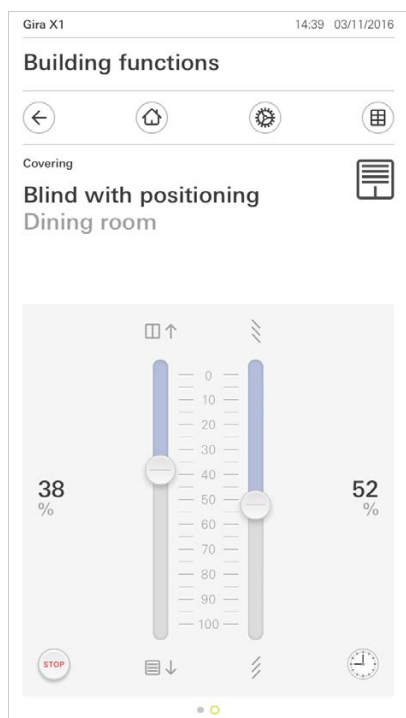 Gira X1 14:39 03/11/2016
Building functions
Covering
Blind with positioning
Dining room
0
10
20
30
38 % 40
50 52 %
60
70
80
90
100
STOP